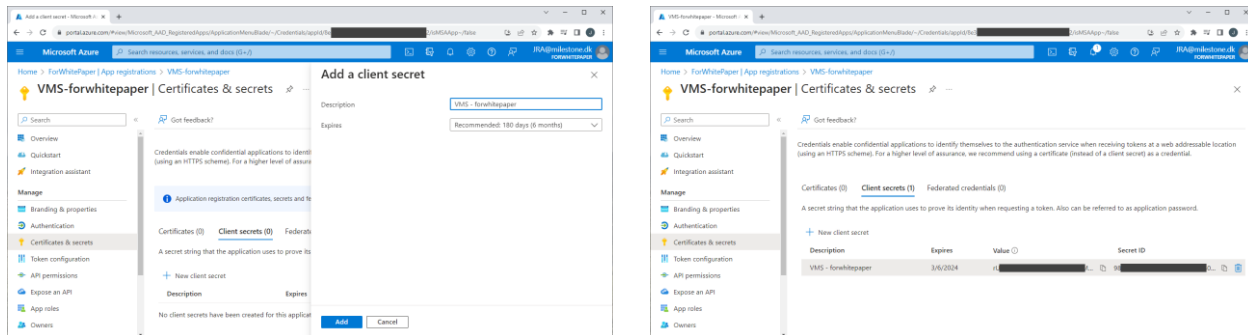 Add a client secret - Microsoft A
portal.azure.com/#view/Microsoft_AAD_RegisteredApps/ApplicationMenuBlade/~/Credentials/appId/
/isMSAApp~/false
Microsoft Azure
Search resources, services, and docs (G+/)
JRA@milestone.dk
FORWHITEPAPER
Home > ForWhitePaper | App registrations > VMS-forwhitepaper
VMS-forwhitepaper | Certificates & secrets
Search
Got feedback?
Overview
Quickstart
Integration assistant
Manage
Branding & properties
Authentication
Certificates & secrets
Token configuration
API permissions
Expose an API
App roles
Owners
Credentials enable confidential applications to identi
(using an HTTPS scheme). For a higher level of assura
Application registration certificates, secrets and fe
Certificates (0) Client secrets (0) Federat
A secret string that the application uses to prove its
New client secret
Description Expires
No client secrets have been created for this applicat
Add a client secret
Description VMS - forwhitepaper
Expires Recommended: 180 days (6 months)
Add Cancel
VMS-forwhitepaper - Microsoft A
portal.azure.com/#view/Microsoft_AAD_RegisteredApps/ApplicationMenuBlade/~/Credentials/appId/
/isMSAApp~/false
Microsoft Azure
Search resources, services, and docs (G+/)
JRA@milestone.dk
FORWHITEPAPER
Home > ForWhitePaper | App registrations > VMS-forwhitepaper
VMS-forwhitepaper | Certificates & secrets
Search
Got feedback?
Overview
Quickstart
Integration assistant
Manage
Branding & properties
Authentication
Certificates & secrets
Token configuration
API permissions
Expose an API
App roles
Owners
Credentials enable confidential applications to identify themselves to the authentication service when receiving tokens at a web addressable location
(using an HTTPS scheme). For a higher level of assurance, we recommend using a certificate (instead of a client secret) as a credential.
Certificates (0) Client secrets (1) Federated credentials (0)
A secret string that the application uses to prove its identity when requesting a token. Also can be referred to as application password.
New client secret
Description Expires Value Secret ID
VMS - forwhitepaper 3/6/2024